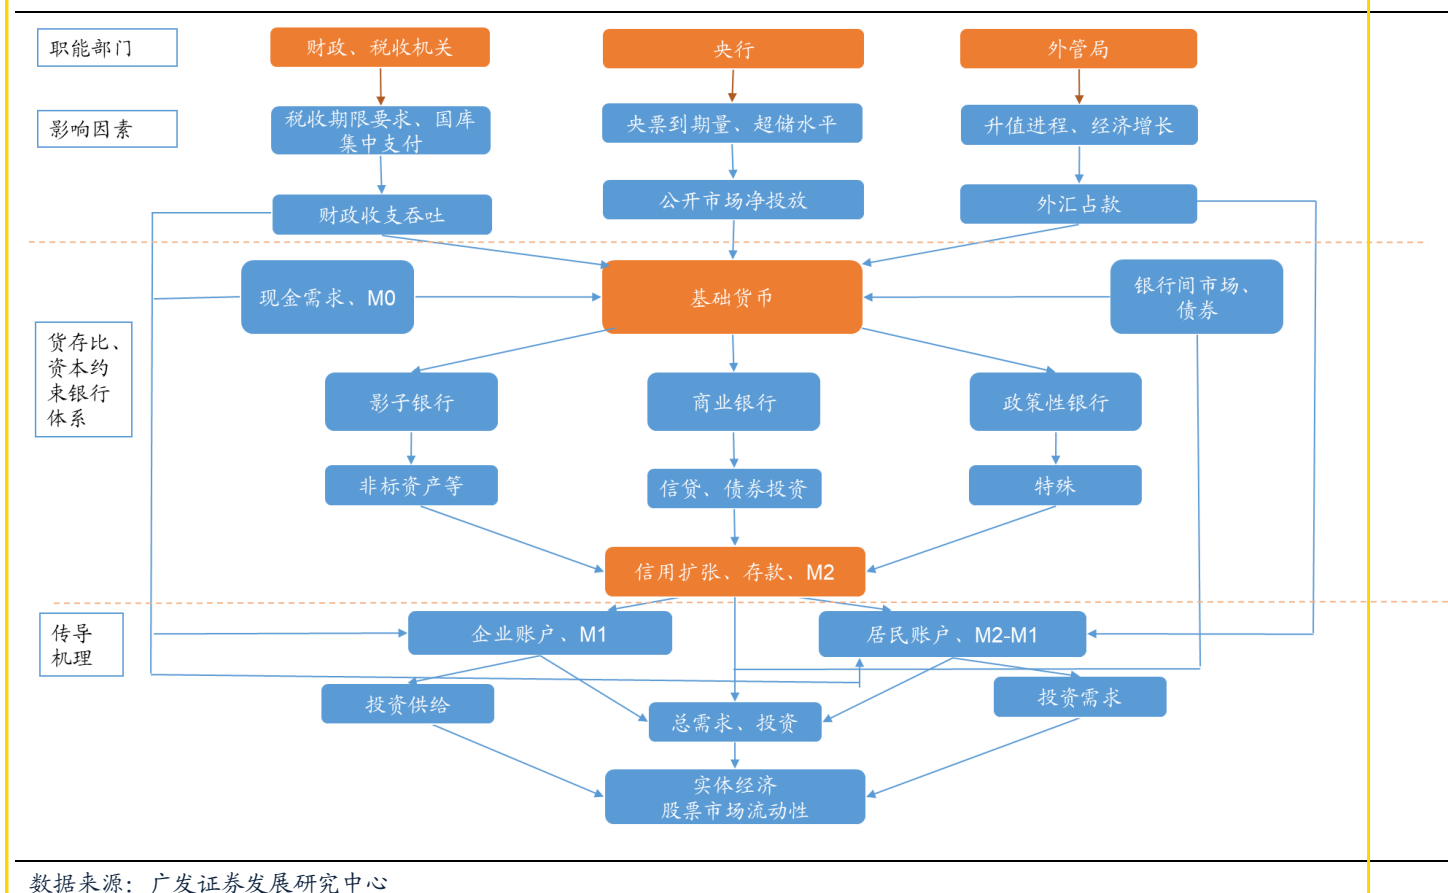 职能部门
财政、税收机关
央行
外管局
影响因素
税收期限要求、国库
集中支付
央票到期量、超储水平
升值进程、经济增长
财政收支吞吐
公开市场净投放
外汇占款
现金需求、M0
基础货币
银行间市场、
债券
货存比、
资本约
束银行
体系
影子银行
商业银行
政策性银行
非标资产等
信贷、债券投资
特殊
信用扩张、存款、M2
传导
机理
企业账户、M1
居民账户、M2-M1
投资供给
总需求、投资
投资需求
实体经济
股票市场流动性
数据来源：广发证券发展研究中心